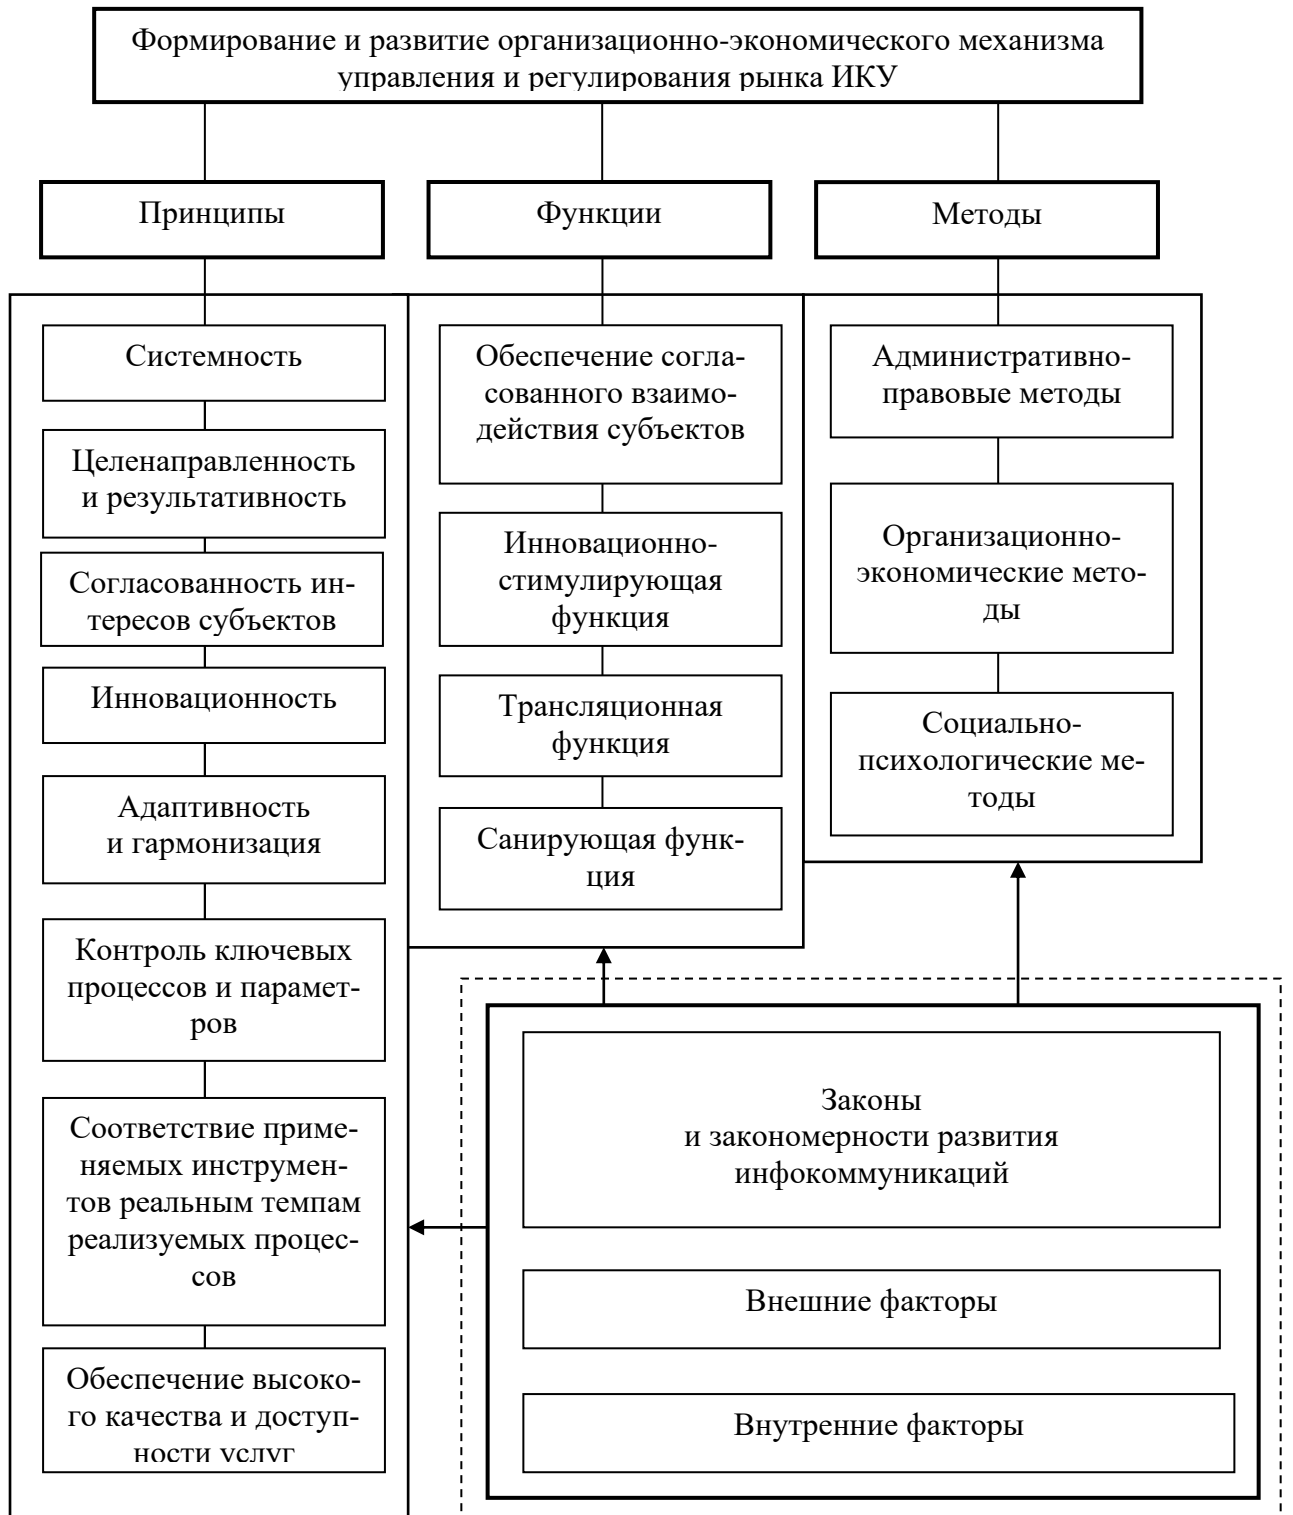 Формирование и развитие организационно-экономического механизма
управления и регулирования рынка ИКУ
Принципы
Функции
Методы
Системность
Целенаправленность
и результативность
Согласованность ин-
тересов субъектов
Инновационность
Адаптивность
и гармонизация
Контроль ключевых
процессов и парамет-
ров
Соответствие приме-
няемых инструмен-
тов реальным темпам
реализуемых процес-
сов
Обеспечение высоко-
го качества и доступ-
ности услуг
Обеспечение согла-
сованного взаимо-
действия субъектов
Инновационно-
стимулирующая
функция
Трансляционная
функция
Санирующая функ-
ция
Административно-
правовые методы
Организационно-
экономические мето-
ды
Социально-
психологические ме-
тоды
Законы
и закономерности развития
инфокоммуникаций
Внешние факторы
Внутренние факторы